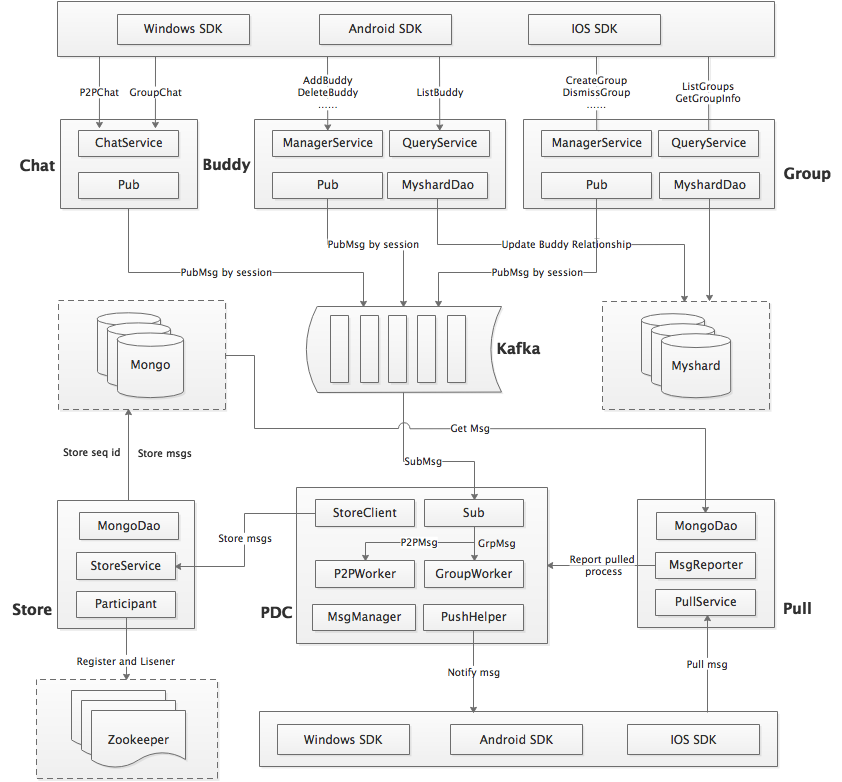 Windows SDK
Android SDK
IOS SDK
P2PChat
GroupChat
AddBuddy
DeleteBuddy
......
ListBuddy
CreateGroup
DismissGroup
......
ListGroups
GetGroupInfo
Chat
ChatService
Pub
Buddy
ManagerService
QueryService
Pub
MyshardDao
ManagerService
QueryService
Pub
MyshardDao
Group
PubMsg by session
PubMsg by session
Update Buddy Relationship
PubMsg by session
Mongo
Kafka
Myshard
Get Msg
Store seq id
Store msgs
SubMsg
Store
MongoDao
StoreService
Participant
Store msgs
PDC
StoreClient
Sub
P2PMsg
GrpMsg
P2PWorker
GroupWorker
MsgManager
PushHelper
Report pulled
process
MongoDao
MsgReporter
PullService
Pull
Register and Lisener
Notify msg
Pull msg
Zookeeper
Windows SDK
Android SDK
IOS SDK